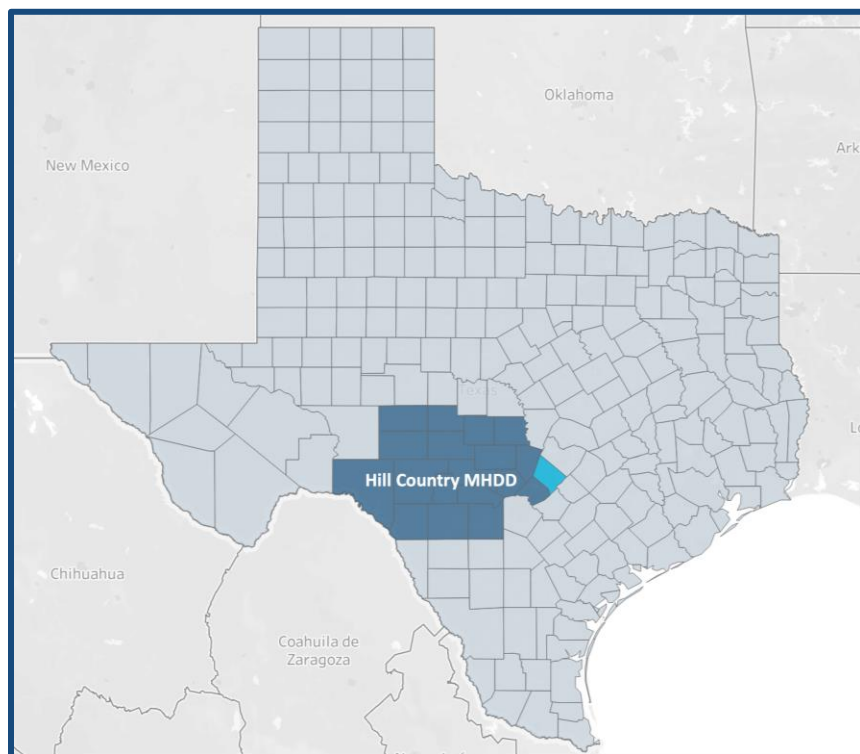 Oklahoma
New Mexico
Ark
Texas
Hill Country MHDD
Chihuahua
Coahuila de
Zaragoza